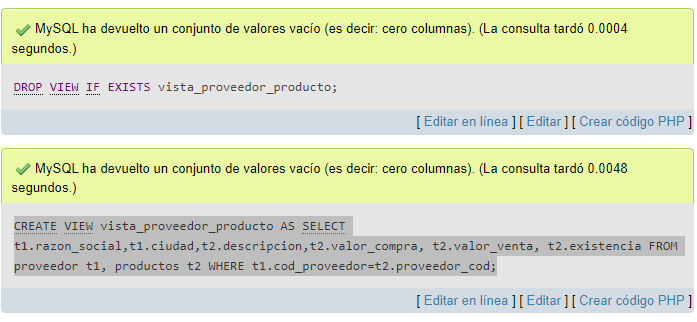 MySQL ha devuelto un conjunto de valores vacío (es decir: cero columnas). (La consulta tardó 0.0004
segundos.)
DROP VIEW IF EXISTS vista_proveedor_producto;
[ Editar en línea ] [ Editar ] [ Crear código PHP ]
MySQL ha devuelto un conjunto de valores vacío (es decir: cero columnas). (La consulta tardó 0.0048
segundos.)
CREATE VIEW vista_proveedor_producto AS SELECT
t1.razon_social,t1.ciudad,t2.descripcion,t2.valor_compra, t2.valor_venta, t2.existencia FROM
proveedor t1, productos t2 WHERE t1.cod_proveedor=t2.proveedor_cod;
[ Editar en línea ] [ Editar ] [ Crear código PHP ]